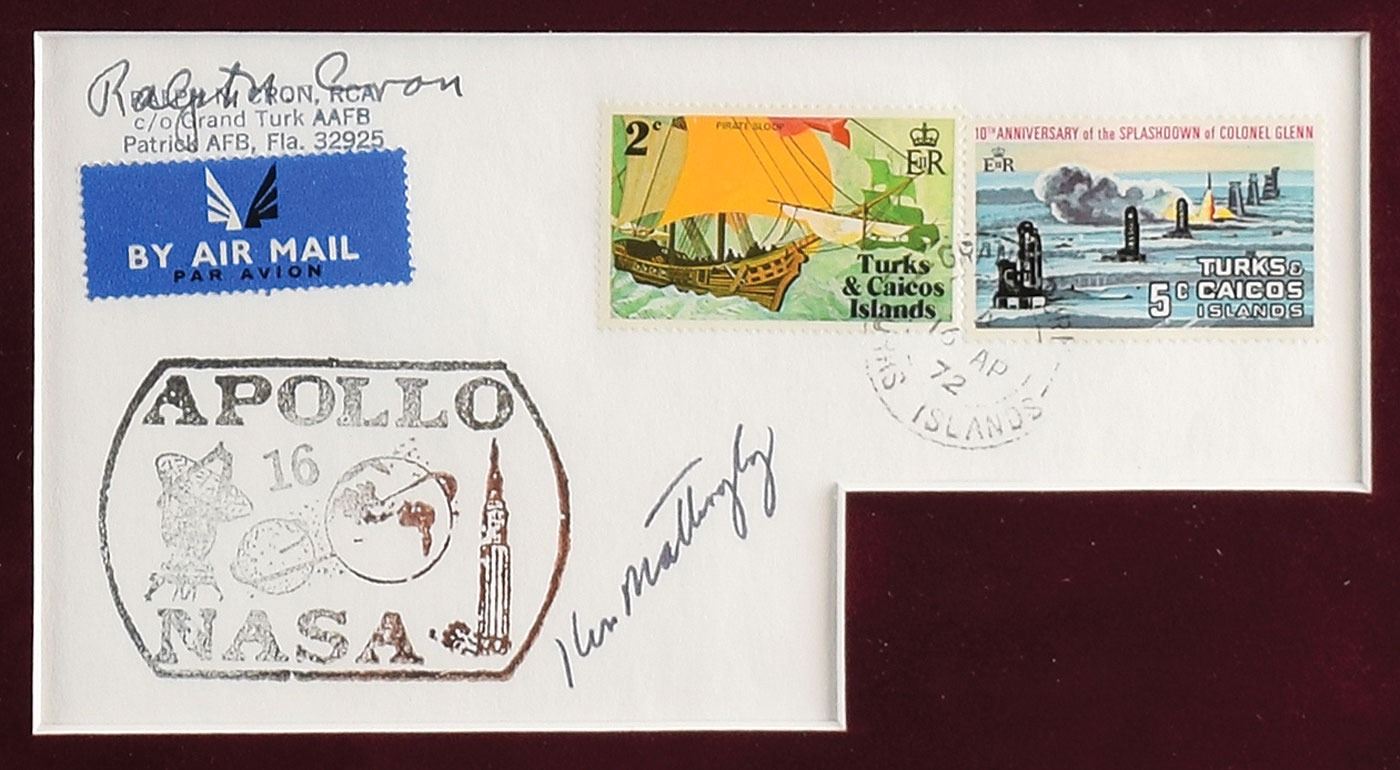 Ralph M. Cron
RALPH M. CRON, RCA
c/o Grand Turk AAFB
Patrick AFB, Fla. 32925
BY AIR MAIL
PAR AVION
2c
PIRATE SLOOP
EIIR
Turks
& Caicos
Islands
10TH ANNIVERSARY of the SPLASHDOWN of COLONEL GLENN
EIIR
5c
TURKS &
CAICOS
ISLANDS
16 AP
72
ISLANDS
APOLLO
16
NASA
Ken Mattingly